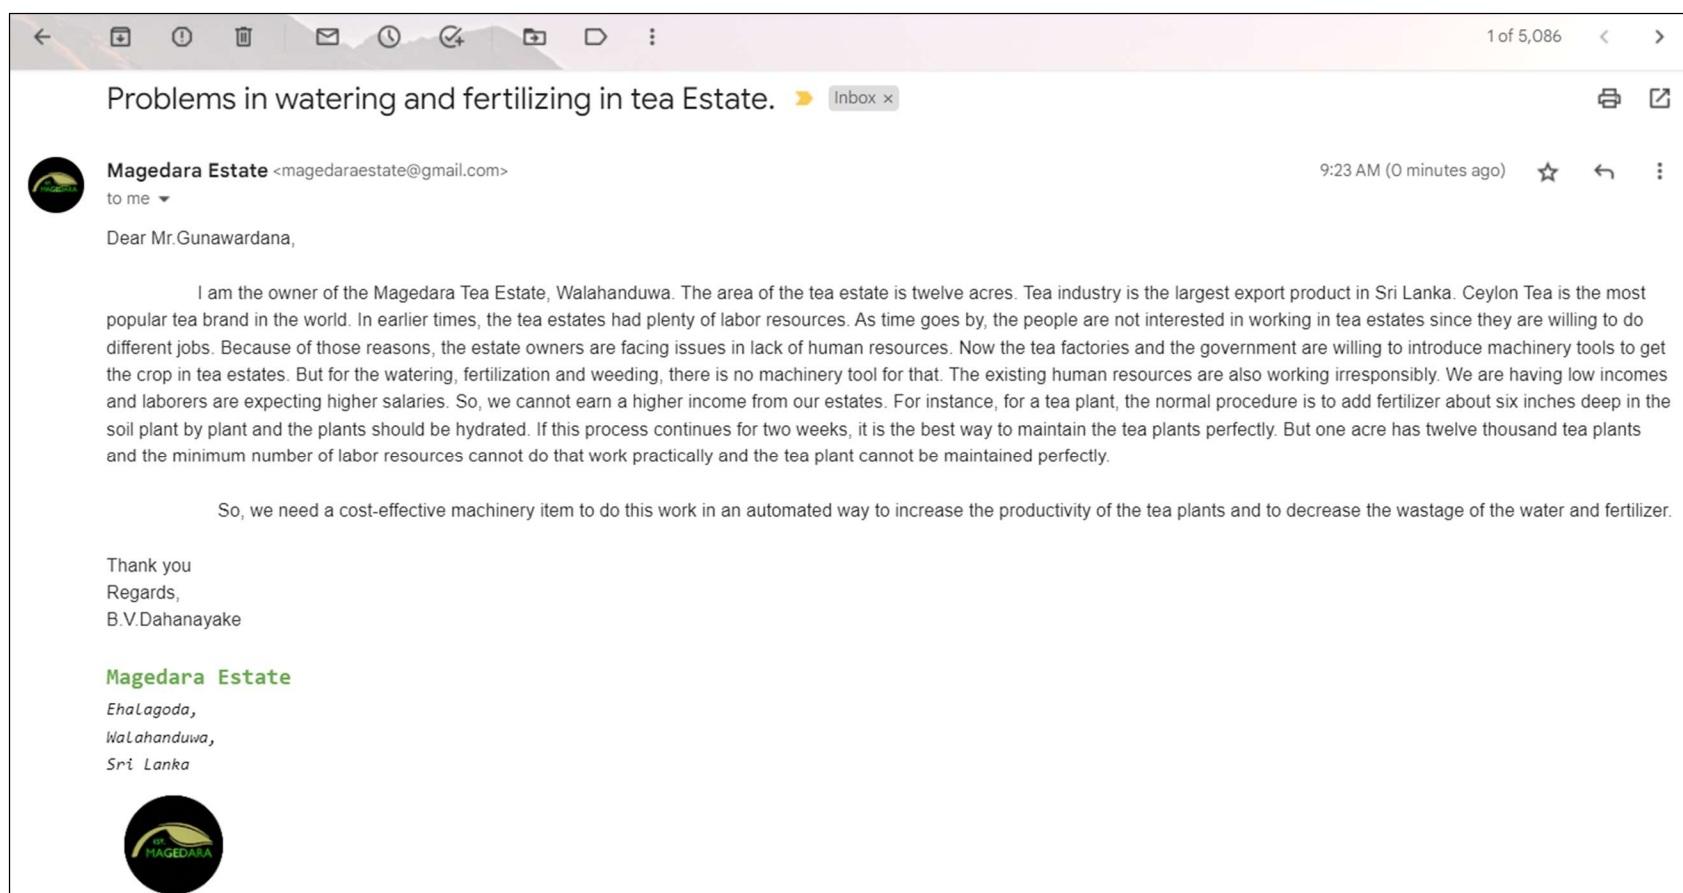 1 of 5,086
Problems in watering and fertilizing in tea Estate.
Inbox ×
Magedara Estate <magedaraestate@gmail.com>
9:23 AM (0 minutes ago)
to me
Dear Mr.Gunawardana,
I am the owner of the Magedara Tea Estate, Walahanduwa. The area of the tea estate is twelve acres. Tea industry is the largest export product in Sri Lanka. Ceylon Tea is the most
popular tea brand in the world. In earlier times, the tea estates had plenty of labor resources. As time goes by, the people are not interested in working in tea estates since they are willing to do
different jobs. Because of those reasons, the estate owners are facing issues in lack of human resources. Now the tea factories and the government are willing to introduce machinery tools to get
the crop in tea estates. But for the watering, fertilization and weeding, there is no machinery tool for that. The existing human resources are also working irresponsibly. We are having low incomes
and laborers are expecting higher salaries. So, we cannot earn a higher income from our estates. For instance, for a tea plant, the normal procedure is to add fertilizer about six inches deep in the
soil plant by plant and the plants should be hydrated. If this process continues for two weeks, it is the best way to maintain the tea plants perfectly. But one acre has twelve thousand tea plants
and the minimum number of labor resources cannot do that work practically and the tea plant cannot be maintained perfectly.
So, we need a cost-effective machinery item to do this work in an automated way to increase the productivity of the tea plants and to decrease the wastage of the water and fertilizer.
Thank you
Regards,
B.V.Dahanayake
Magedara Estate
Ehalagoda,
Walahanduwa,
Sri Lanka
EST.
MAGEDARA